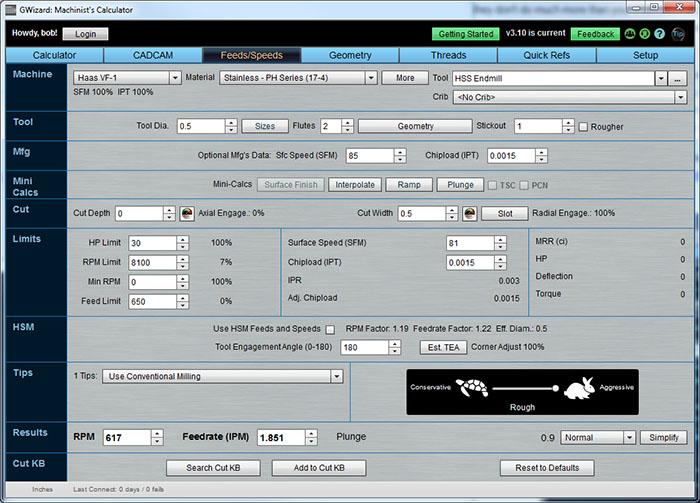 they don't do much more than you
GWizard: Machinist's Calculator
Howdy, bob! Login Getting Started v3.10 is current Feedback ? Tip
Calculator CADCAM Feeds/Speeds Geometry Threads Quick Refs Setup
Machine Haas VF-1 Material Stainless - PH Series (17-4) More Tool HSS Endmill ...
SFM 100% IPT 100% Crib <No Crib>
Tool Tool Dia. 0.5 Sizes Flutes 2 Geometry Stickout 1 Rougher
Mfg Optional Mfg's Data: Sfc Speed (SFM) 85 Chipload (IPT) 0.0015
Mini Calcs Mini-Calcs Surface Finish Interpolate Ramp Plunge TSC PCN
Cut Cut Depth 0 Axial Engage.: 0% Cut Width 0.5 Slot Radial Engage.: 100%
Limits HP Limit 30 100% Surface Speed (SFM) 81 MRR (ci) 0
RPM Limit 8100 7% Chipload (IPT) 0.0015 HP 0
Min RPM 0 100% IPR 0.003 Deflection 0
Feed Limit 650 0% Adj. Chipload 0.0015 Torque 0
HSM Use HSM Feeds and Speeds RPM Factor: 1.19 Feedrate Factor: 1.22 Eff. Diam.: 0.5
Tool Engagement Angle (0-180) 180 Est. TEA Corner Adjust 100%
Tips 1 Tips: Use Conventional Milling Conservative Aggressive
Rough
Results RPM 617 Feedrate (IPM) 1.851 Plunge 0.9 Normal Simplify
Cut KB Search Cut KB Add to Cut KB Reset to Defaults
Inches Last Connect: 0 days / 0 fails